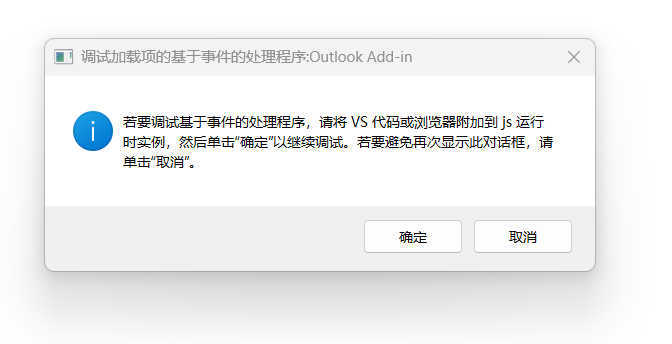 调试加载项的基于事件的处理程序:Outlook Add-in
若要调试基于事件的处理程序，请将 VS 代码或浏览器附加到 js 运行
时实例，然后单击“确定”以继续调试。若要避免再次显示此对话框，请
单击“取消”。
确定
取消